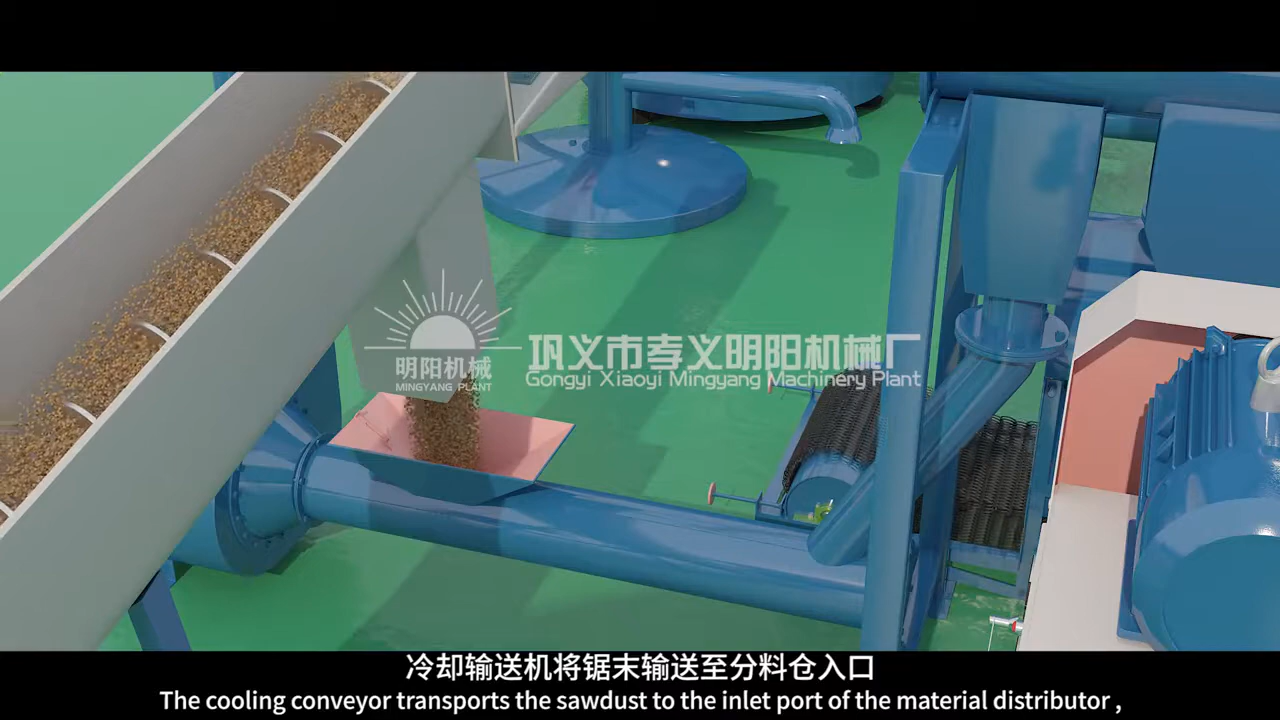 明阳机械
MINGYANG PLANT
巩义市孝义明阳机械厂
Gongyi Xiaoyi Mingyang Machinery Plant
冷却输送机将锯末输送至分料仓入口
The cooling conveyor transports the sawdust to the inlet port of the material distributor ,